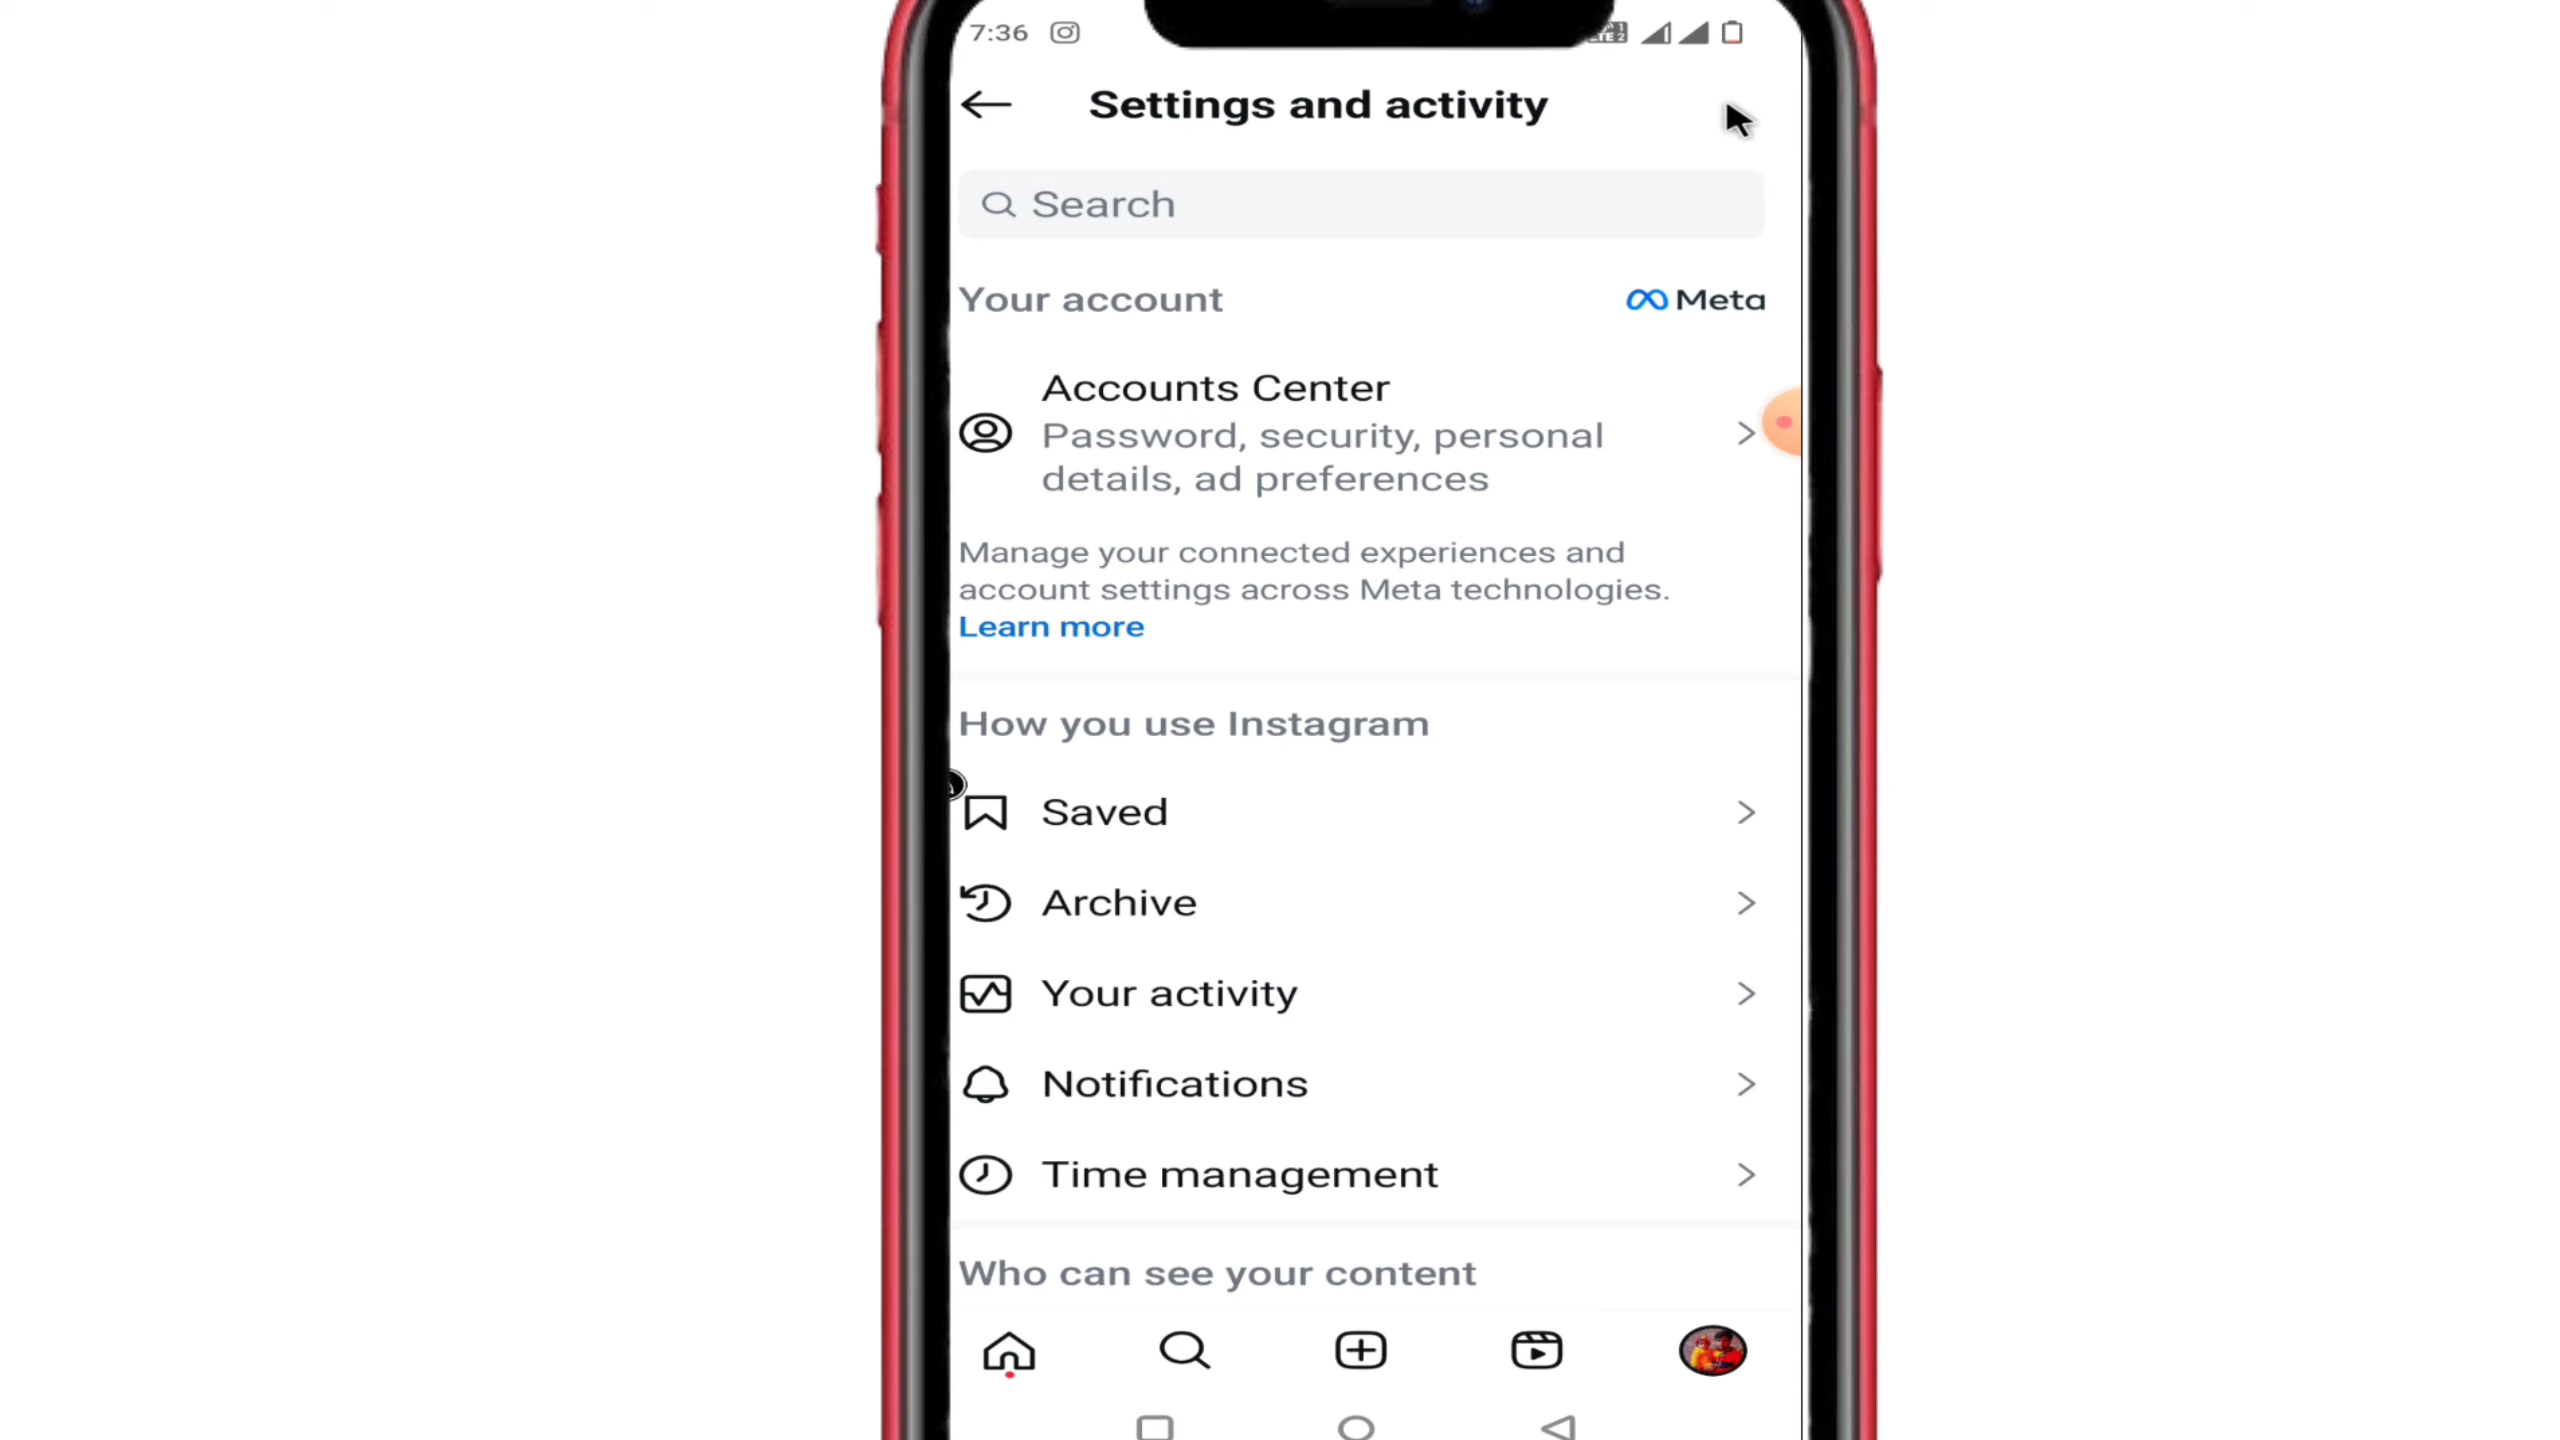 7:36
Settings and activity
Search
Your account
Meta
Accounts Center
Password, security, personal
details, ad preferences
Manage your connected experiences and
account settings across Meta technologies.
Learn more
How you use Instagram
Saved
Archive
Your activity
Notifications
Time management
Who can see your content